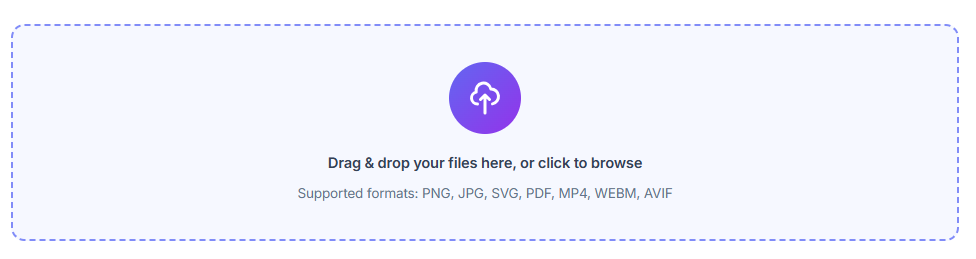 Drag & drop your files here, or click to browse
Supported formats: PNG, JPG, SVG, PDF, MP4, WEBM, AVIF